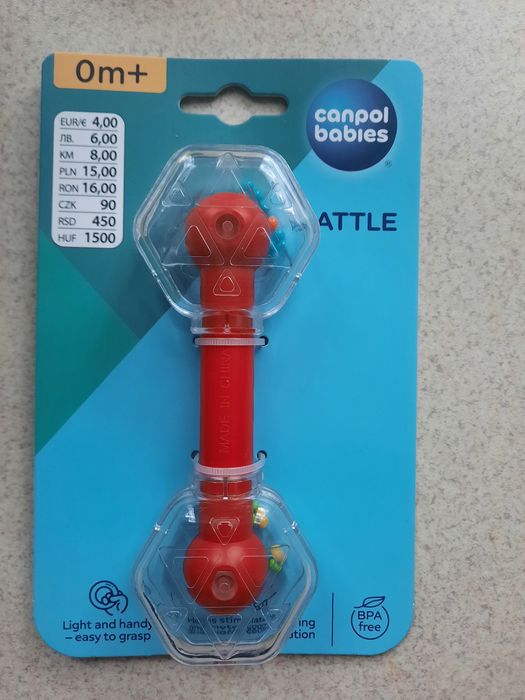 0m+
canpol
babies
®
EUR/€ 4,00
ЛВ. 6,00
KM 8,00
PLN 15,00
RON 16,00
CZK 90
RSD 450
HUF 1500
ATTLE
MADE IN CHINA
Light and handy
– easy to grasp
BPA
free